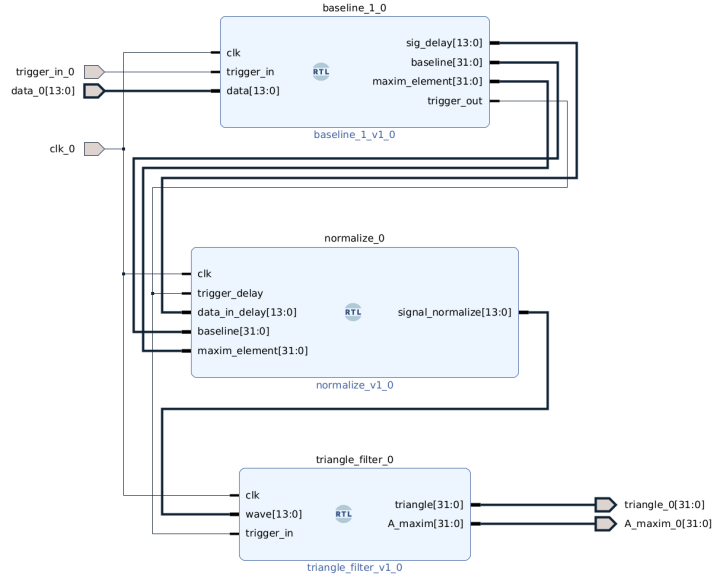 baseline_1_0
clk
trigger_in
data[13:0]
RTL
sig_delay[13:0]
baseline[31:0]
maxim_element[31:0]
trigger_out
baseline_1_v1_0
trigger_in_0
data_0[13:0]
clk_0
normalize_0
clk
trigger_delay
data_in_delay[13:0]
baseline[31:0]
maxim_element[31:0]
RTL
signal_normalize[13:0]
normalize_v1_0
triangle_filter_0
clk
wave[13:0]
trigger_in
RTL
triangle[31:0]
A_maxim[31:0]
triangle_filter_v1_0
triangle_0[31:0]
A_maxim_0[31:0]